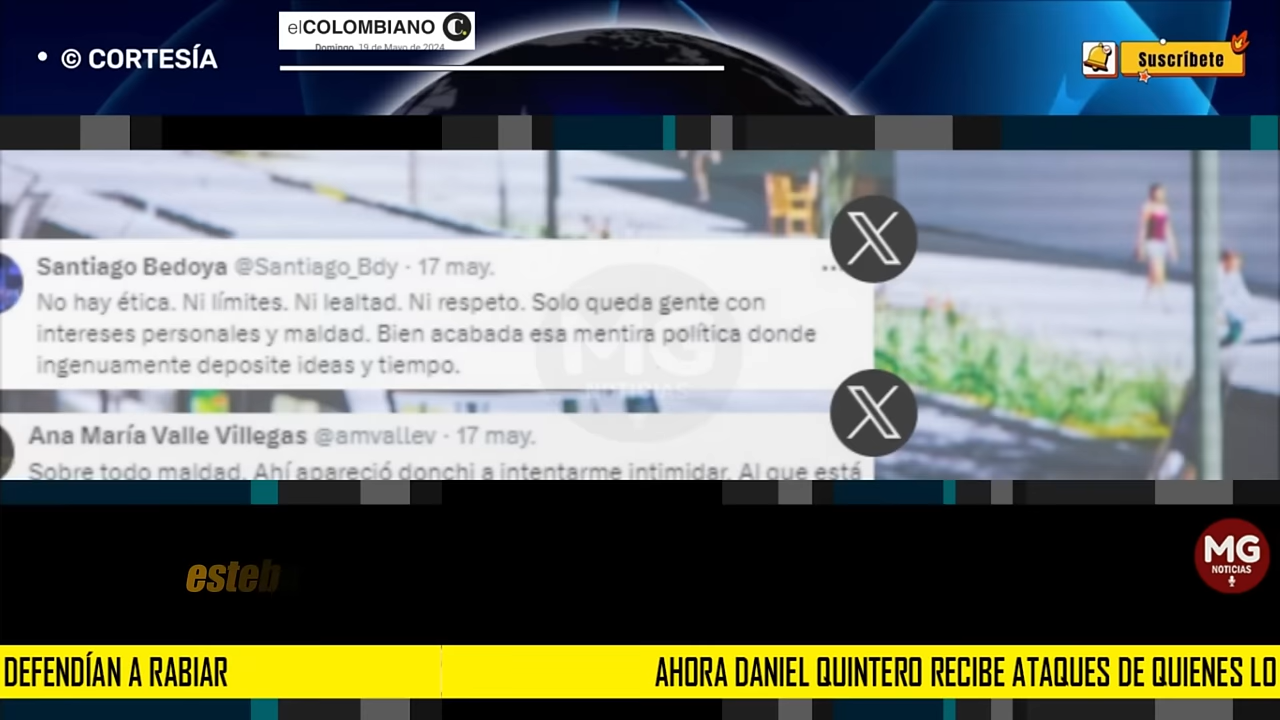 elCOLOMBIANO C.
Domingo, 19 de Mayo de 2024
• © CORTESÍA
Suscríbete
Santiago Bedoya @Santiago_Bdy · 17 may.
No hay ética. Ni límites. Ni lealtad. Ni respeto. Solo queda gente con
intereses personales y maldad. Bien acabada esa mentira política donde
ingenuamente deposite ideas y tiempo.
MG
NOTICIAS
Ana María Valle Villegas @amvallev · 17 may.
Sobre todo maldad. Ahí apareció donchi a intentarme intimidar. Al que está
esteb
MG
NOTICIAS
DEFENDÍAN A RABIAR
AHORA DANIEL QUINTERO RECIBE ATAQUES DE QUIENES LO